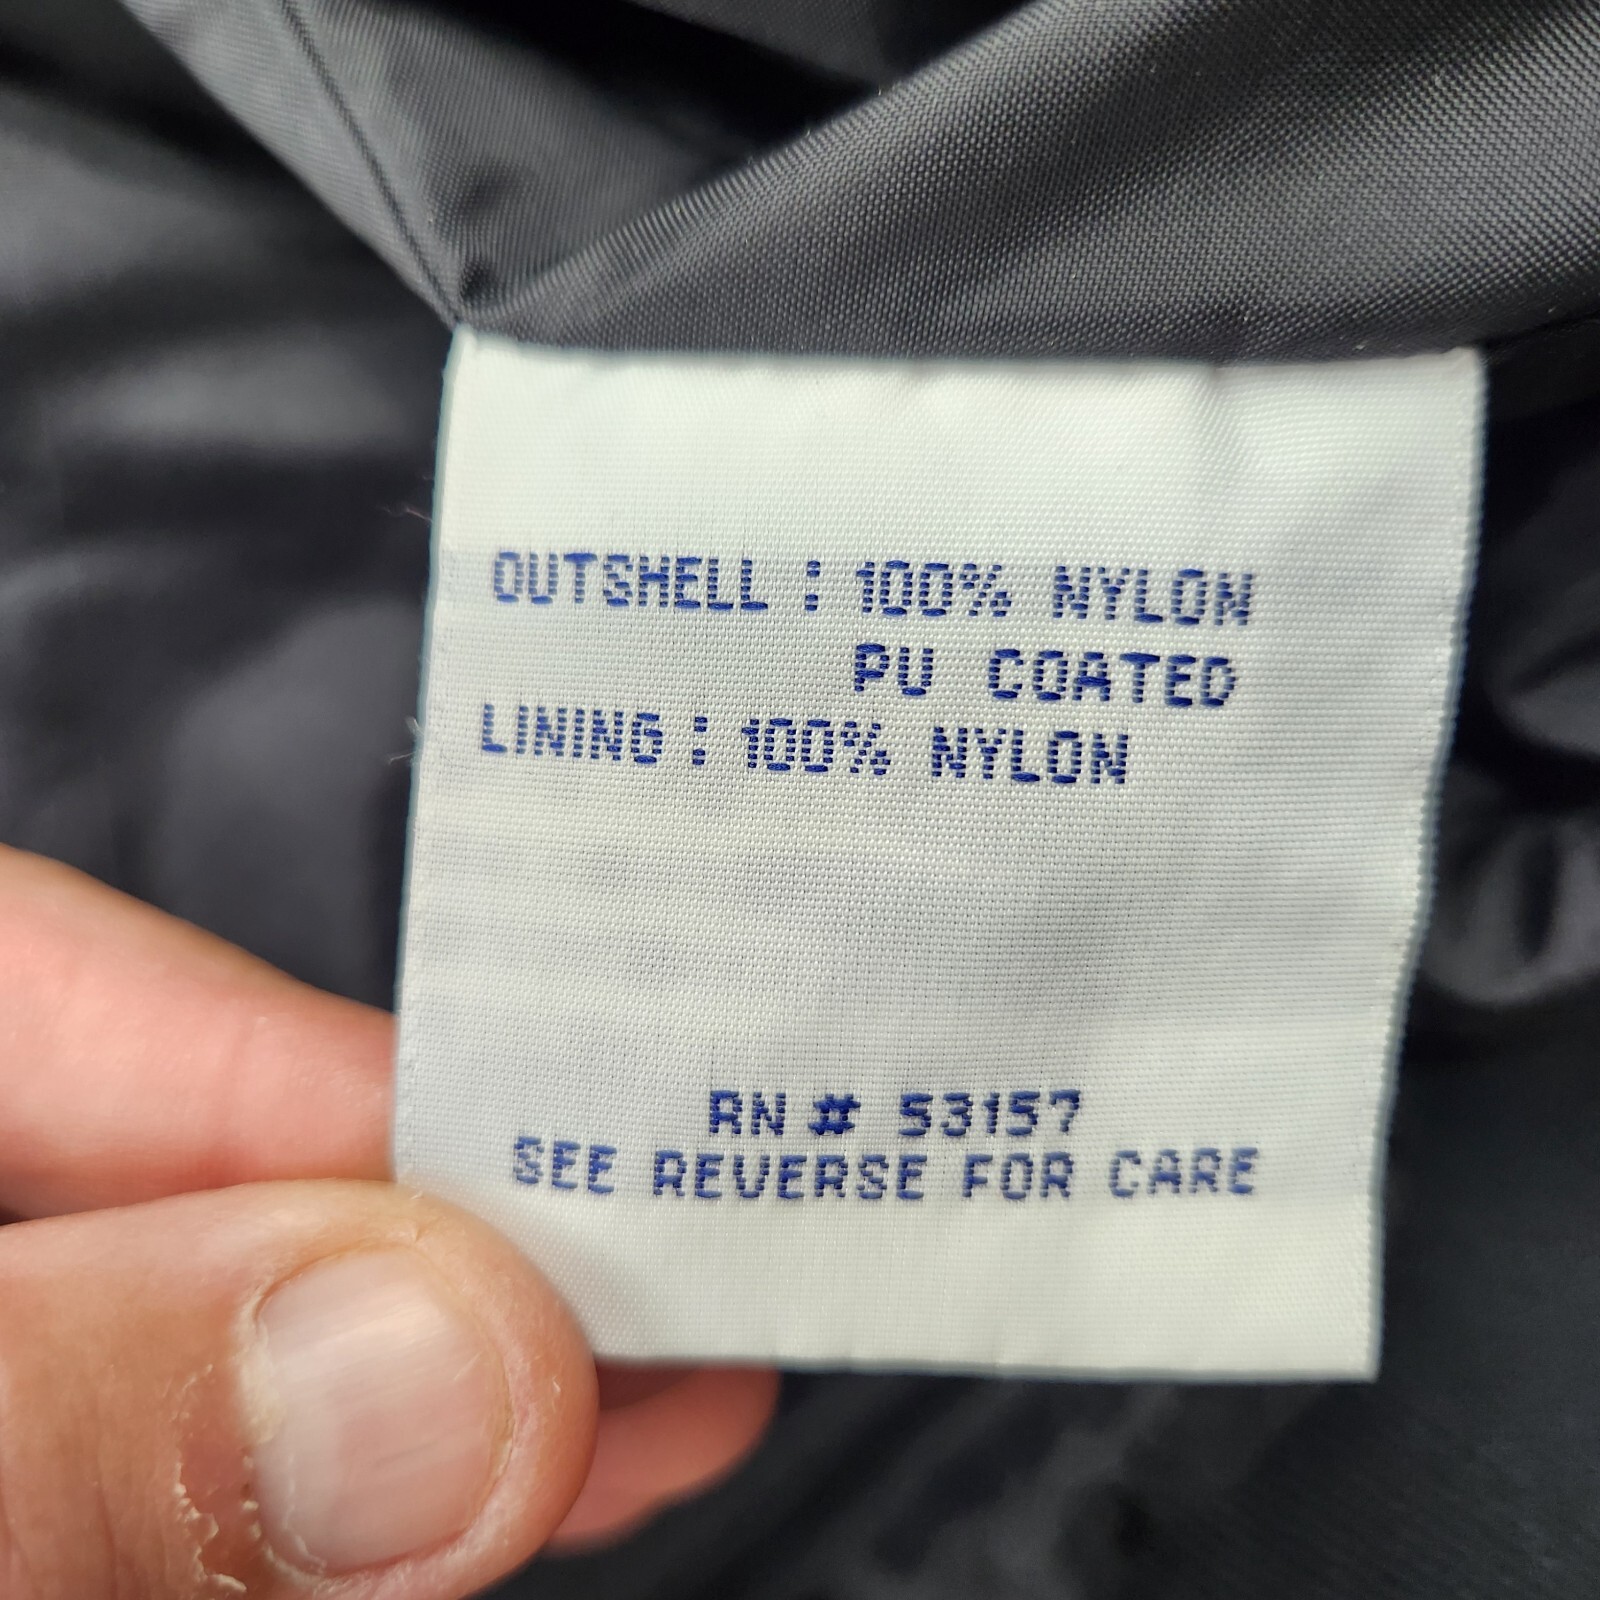 OUTSHELL : 100% NYLON
PU COATED
LINING : 100% NYLON
RN # 53157
SEE REVERSE FOR CARE